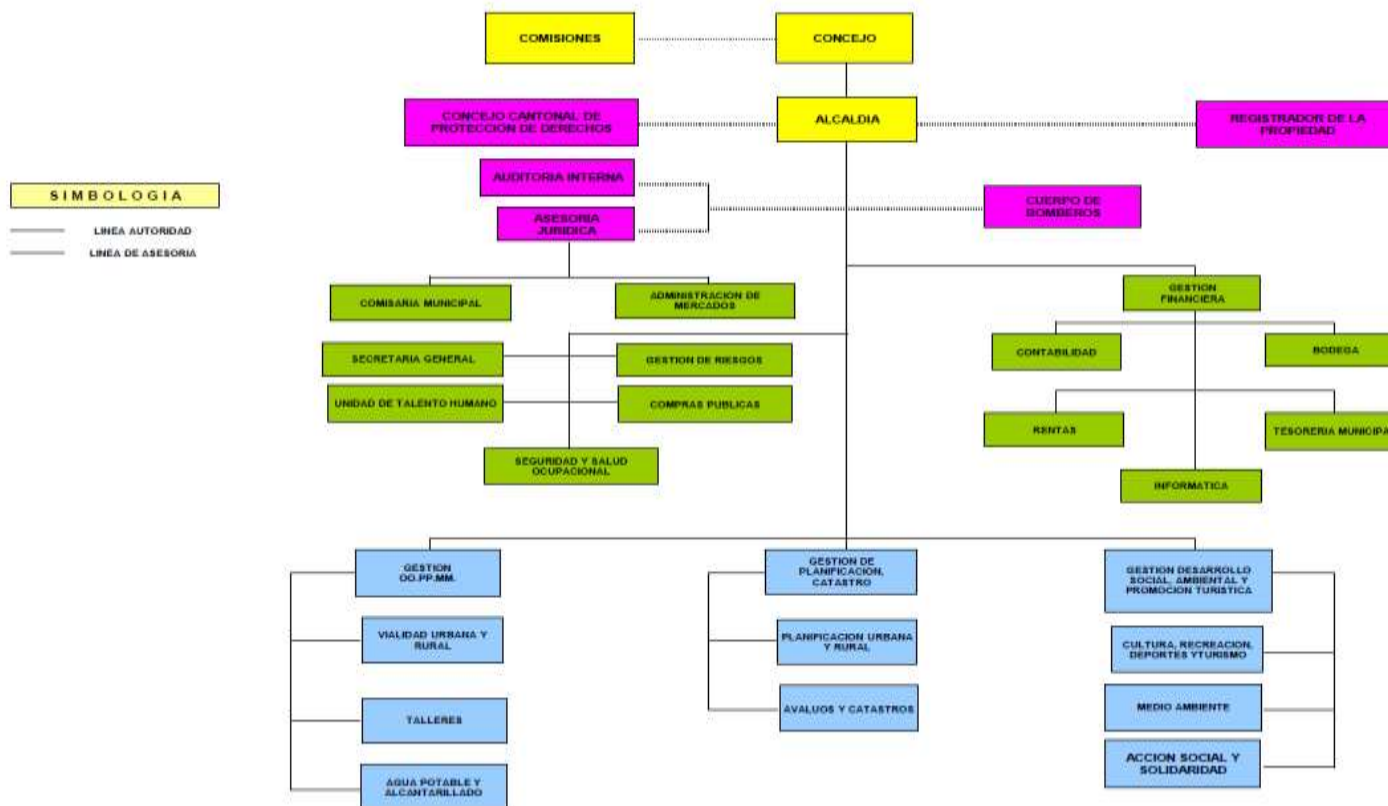 COMISIONES
CONCEJO
CONCEJO CANTONAL DE
PROTECCION DE DERECHOS
ALCALDIA
REGISTRADOR DE LA
PROPIEDAD
AUDITORIA INTERNA
SIMBOLOGIA
ASESORIA
JURIDICA
CUERPO DE
BOMBEROS
LINEA AUTORIDAD
LINEA DE ASESORIA
COMISARIA MUNICIPAL
ADMINISTRACION DE
MERCADOS
GESTION
FINANCIERA
SECRETARIA GENERAL
GESTION DE RIESGOS
CONTABILIDAD
BODEGA
UNIDAD DE TALENTO HUMANO
COMPRAS PUBLICAS
RENTAS
TESORERIA MUNICIPA
SEGURIDAD Y SALUD
OCUPACIONAL
INFORMATICA
GESTION
OO.PP.MM.
GESTION DE
PLANIFICACION,
CATASTRO
GESTION DESARROLLO
SOCIAL, AMBIENTAL Y
PROMOCION TURISTICA
VIALIDAD URBANA Y
RURAL
PLANIFICACION URBANA
Y RURAL
CULTURA, RECREACION,
DEPORTES YTURISMO
TALLERES
AVALUOS Y CATASTROS
MEDIO AMBIENTE
AGUA POTABLE Y
ALCANTARILLADO
ACCION SOCIAL Y
SOLIDARIDAD